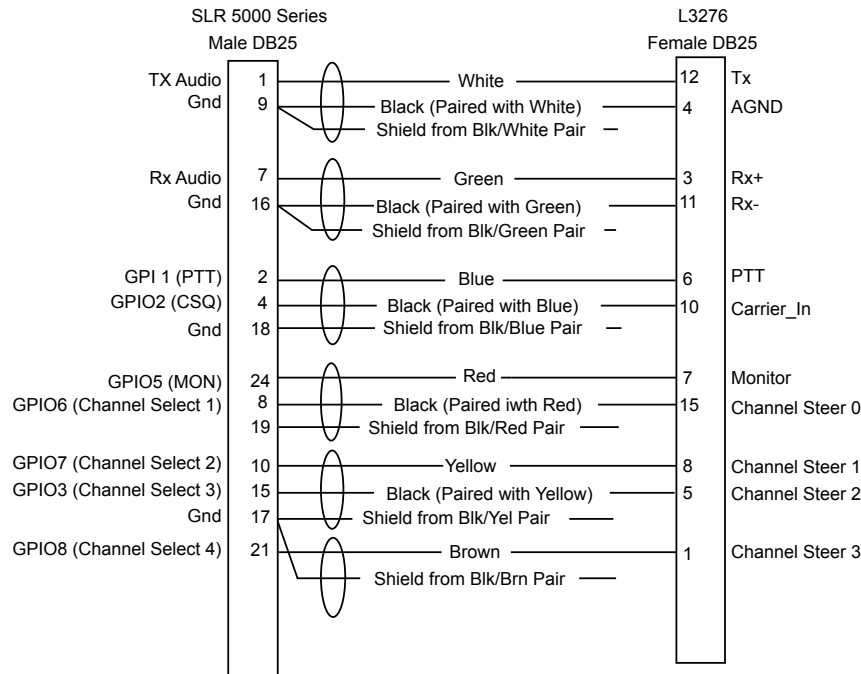 SLR 5000 Series L3276
Male DB25 Female DB25
TX Audio 1 White 12 Tx
Gnd 9 Black (Paired with White) 4 AGND
Shield from Blk/White Pair
Rx Audio 7 Green 3 Rx+
Gnd 16 Black (Paired with Green) 11 Rx-
Shield from Blk/Green Pair
GPI 1 (PTT) 2 Blue 6 PTT
GPIO2 (CSQ) 4 Black (Paired with Blue) 10 Carrier_In
Gnd 18 Shield from Blk/Blue Pair
GPIO5 (MON) 24 Red 7 Monitor
GPIO6 (Channel Select 1) 8 Black (Paired iwth Red) 15 Channel Steer 0
19 Shield from Blk/Red Pair
GPIO7 (Channel Select 2) 10 Yellow 8 Channel Steer 1
GPIO3 (Channel Select 3) 15 Black (Paired with Yellow) 5 Channel Steer 2
Gnd 17 Shield from Blk/Yel Pair
GPIO8 (Channel Select 4) 21 Brown 1 Channel Steer 3
Shield from Blk/Brn Pair